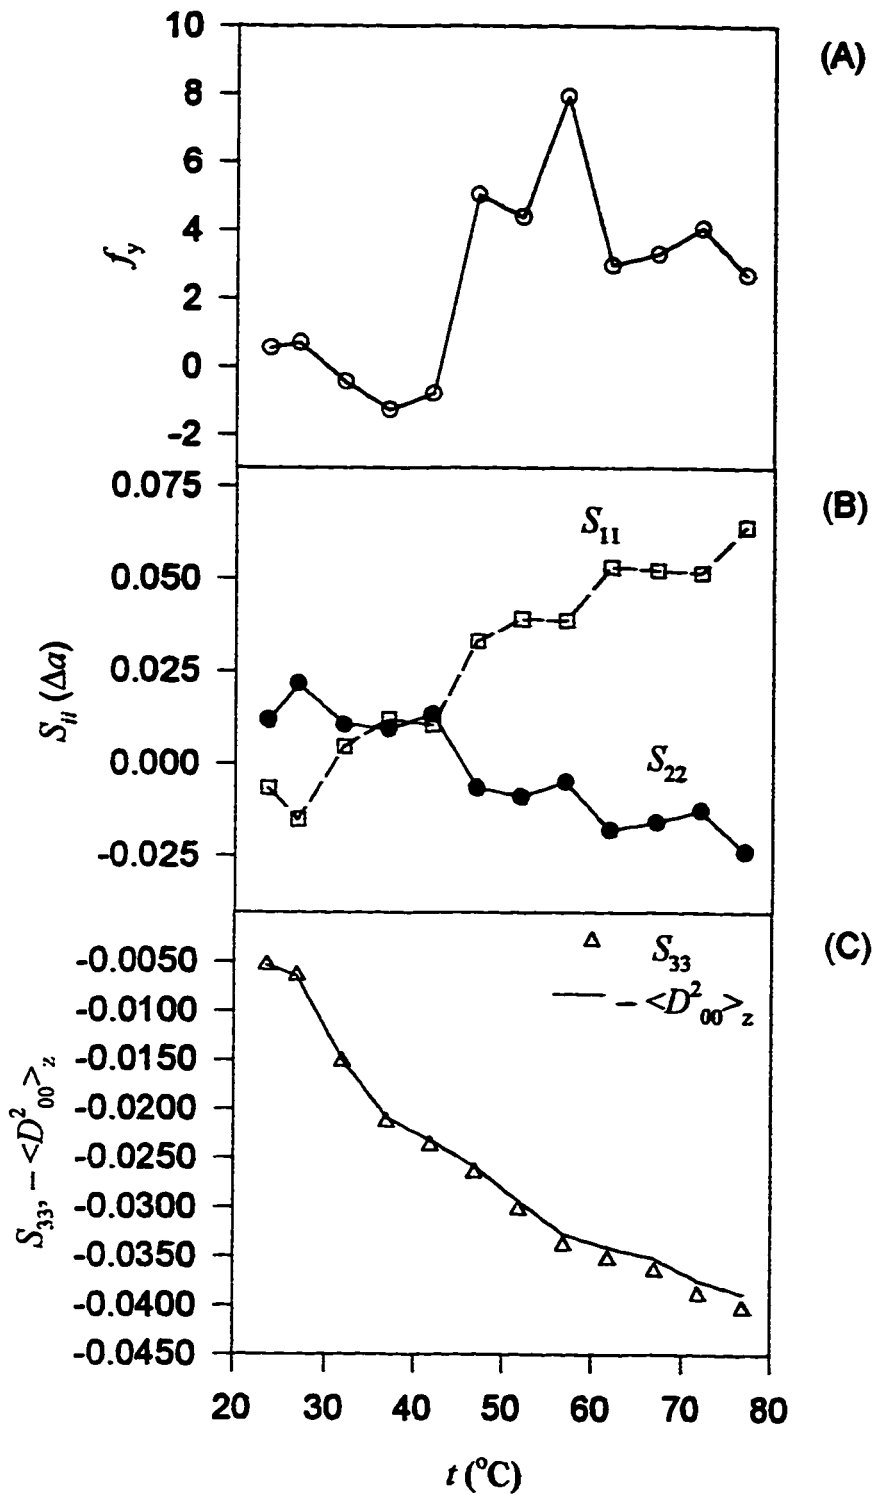 10
(A)
8
6
4
f_y
2
0
-2
0.075
(B)
S_11
0.050
0.025
S_ii (Δa)
0.000
S_22
-0.025
(C)
-0.0050
S_33
-0.0100
– <D²_00>_z
-0.0150
-0.0200
-0.0250
S_33, – <D²_00>_z
-0.0300
-0.0350
-0.0400
-0.0450
20 30 40 50 60 70 80
t (°C)